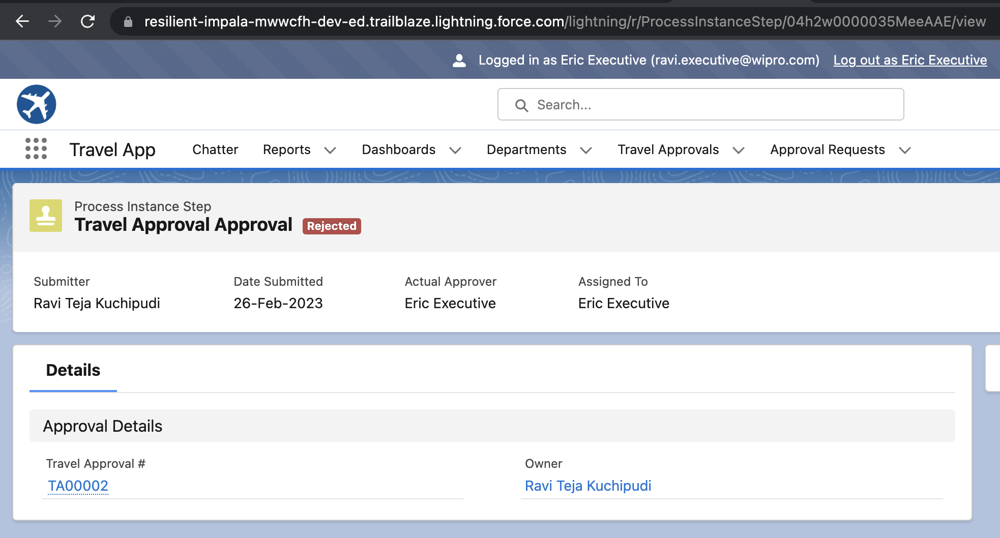 resilient-impala-mwwcfh-dev-ed.trailblaze.lightning.force.com/lightning/r/ProcessInstanceStep/04h2w0000035MeeAAE/view
Logged in as Eric Executive (ravi.executive@wipro.com) Log out as Eric Executive
Search...
Travel App Chatter Reports Dashboards Departments Travel Approvals Approval Requests
Process Instance Step
Travel Approval Approval Rejected
Submitter Date Submitted Actual Approver Assigned To
Ravi Teja Kuchipudi 26-Feb-2023 Eric Executive Eric Executive
Details
Approval Details
Travel Approval # Owner
TA00002 Ravi Teja Kuchipudi